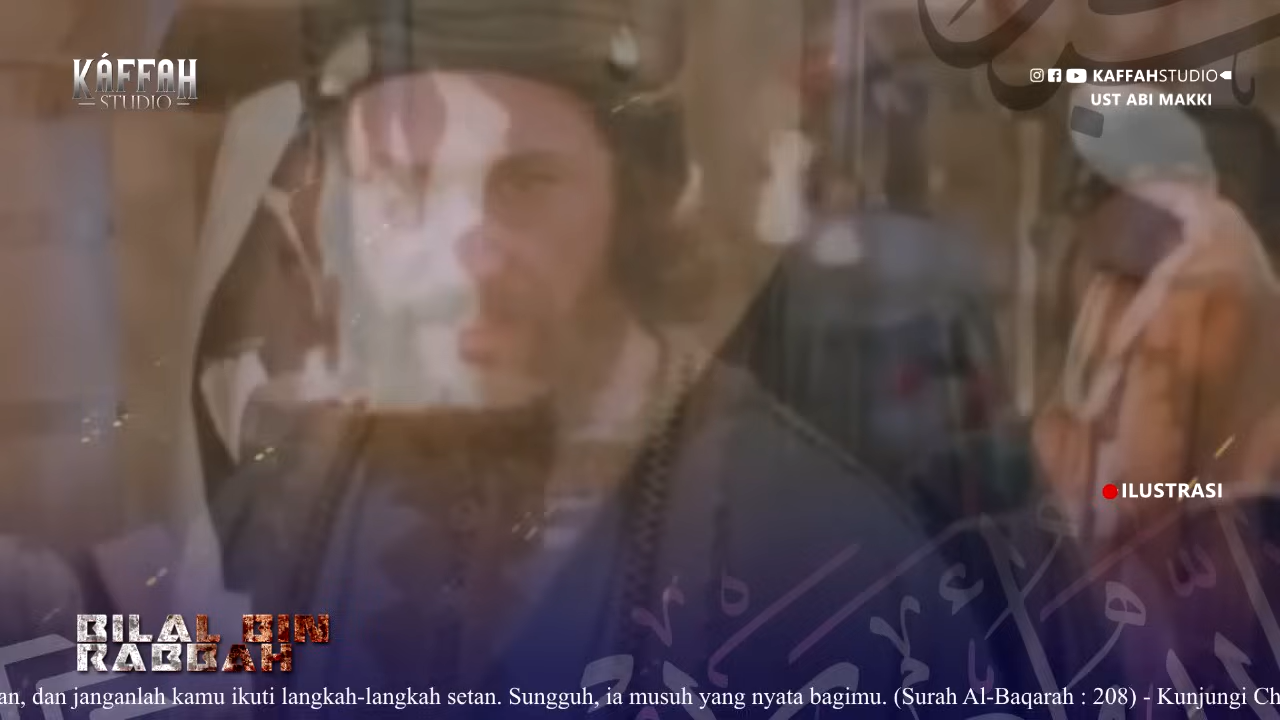 KÁFFAH
STUDIO
KAFFAHSTUDIO
UST ABI MAKKI
ILUSTRASI
BILAL BIN
RABBAH
an, dan janganlah kamu ikuti langkah-langkah setan. Sungguh, ia musuh yang nyata bagimu. (Surah Al-Baqarah : 208) - Kunjungi Ch